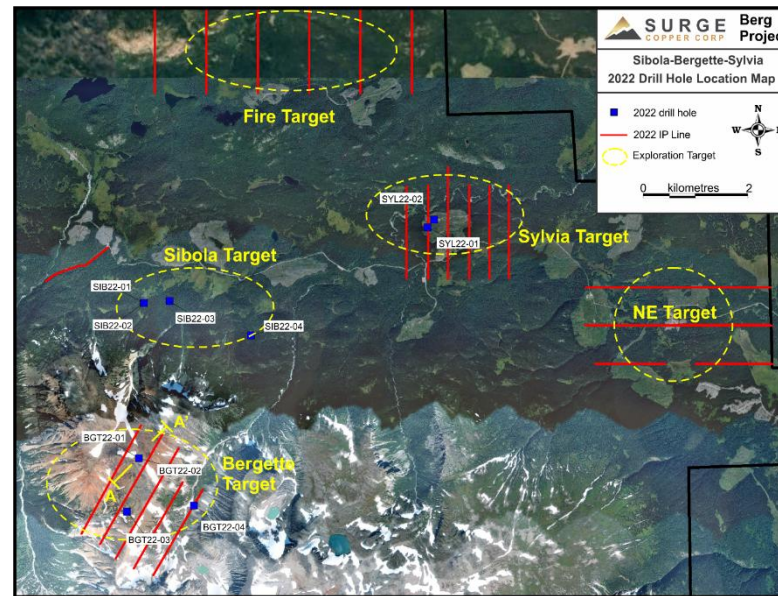 SURGE
COPPER CORP
Berg
Projec
Sibola-Bergette-Sylvia
2022 Drill Hole Location Map
2022 drill hole
2022 IP Line
Exploration Target
N
W
S
0 kilometres 2
Fire Target
SYL22-02
SYL22-01
Sylvia Target
Sibola Target
SIB22-01
SIB22-02
SIB22-03
SIB22-04
NE Target
BGT22-01
A'
BGT22-02
A
Bergette
Target
BGT22-04
BGT22-03